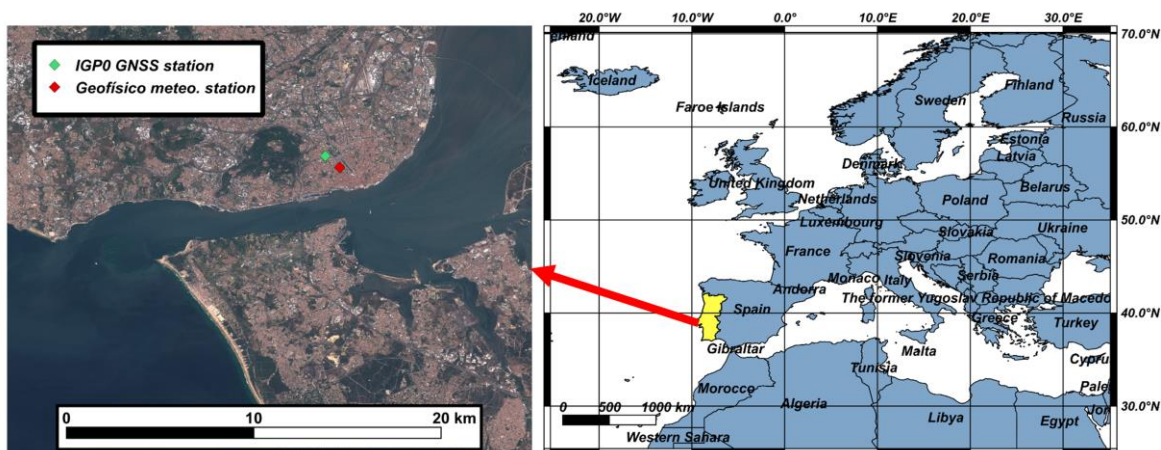 IGP0 GNSS station
Geofísico meteo. station
0 10 20 km
20.0°W 10.0°W 0.0°E 10.0°E 20.0°E 30.0°E
70.0°N
Iceland
Faroe Islands
Sweden
Finland
Russia
60.0°N
Estonia
Latvia
Denmark
United Kingdom
Netherlands
Belarus
Poland
50.0°N
Luxembourg
Slovakia
Ukraine
France
Slovenia
Romania
Monaco Italy
Serbia
Andorra
The former Yugoslav Republic of Macedo
Spain
40.0°N
Greece
Turkey
Gibraltar
Malta
Cypru
Tunisia
Morocco
Pale
Algeria
Jor
30.0°N
Libya
Egypt
0 500 1000 km
Western Sahara